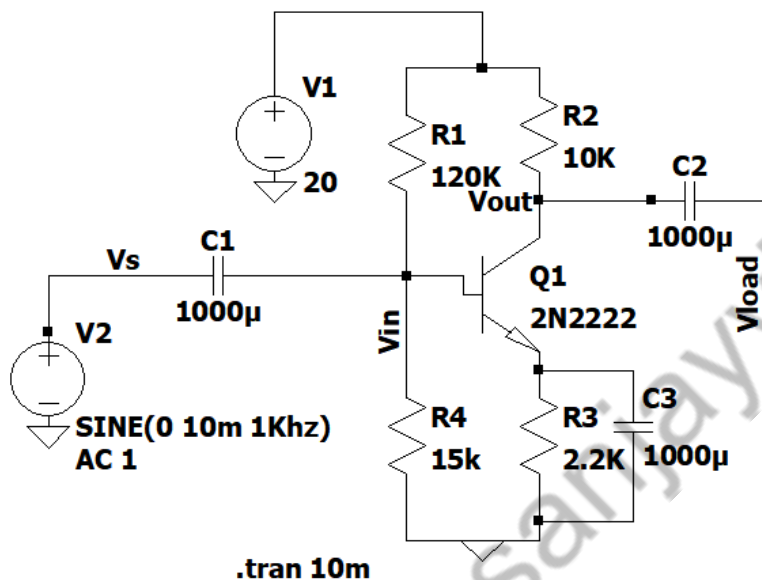 V1
20
R1
120K
R2
10K
Vout
C2
1000µ
Vload
Vs
C1
1000µ
Vin
Q1
2N2222
V2
SINE(0 10m 1Khz)
AC 1
R4
15k
R3
2.2K
C3
1000µ
.tran 10m
sanjay